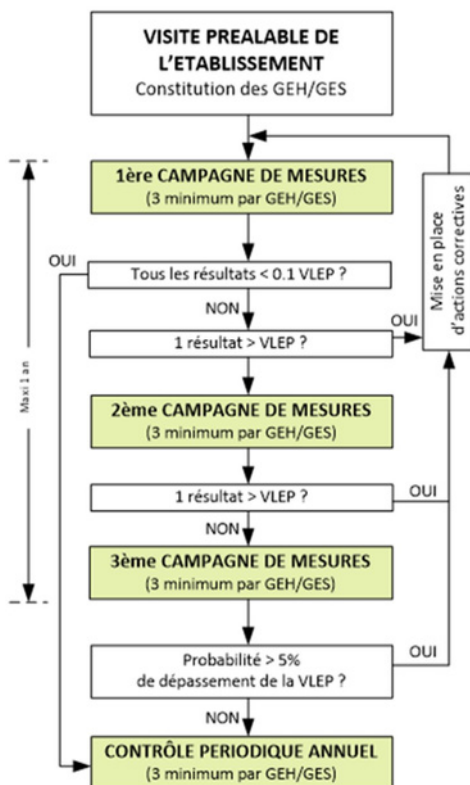 VISITE PREALABLE DE
L'ETABLISSEMENT
Constitution des GEH/GES
1ère CAMPAGNE DE MESURES
(3 minimum par GEH/GES)
OUI
Tous les résultats < 0.1 VLEP ?
NON
OUI
1 résultat > VLEP ?
Mise en place
d'actions correctives
Maxi 1 an
2ème CAMPAGNE DE MESURES
(3 minimum par GEH/GES)
1 résultat > VLEP ?
OUI
NON
3ème CAMPAGNE DE MESURES
(3 minimum par GEH/GES)
Probabilité > 5%
de dépassement de la VLEP ?
OUI
NON
CONTRÔLE PERIODIQUE ANNUEL
(3 minimum par GEH/GES)